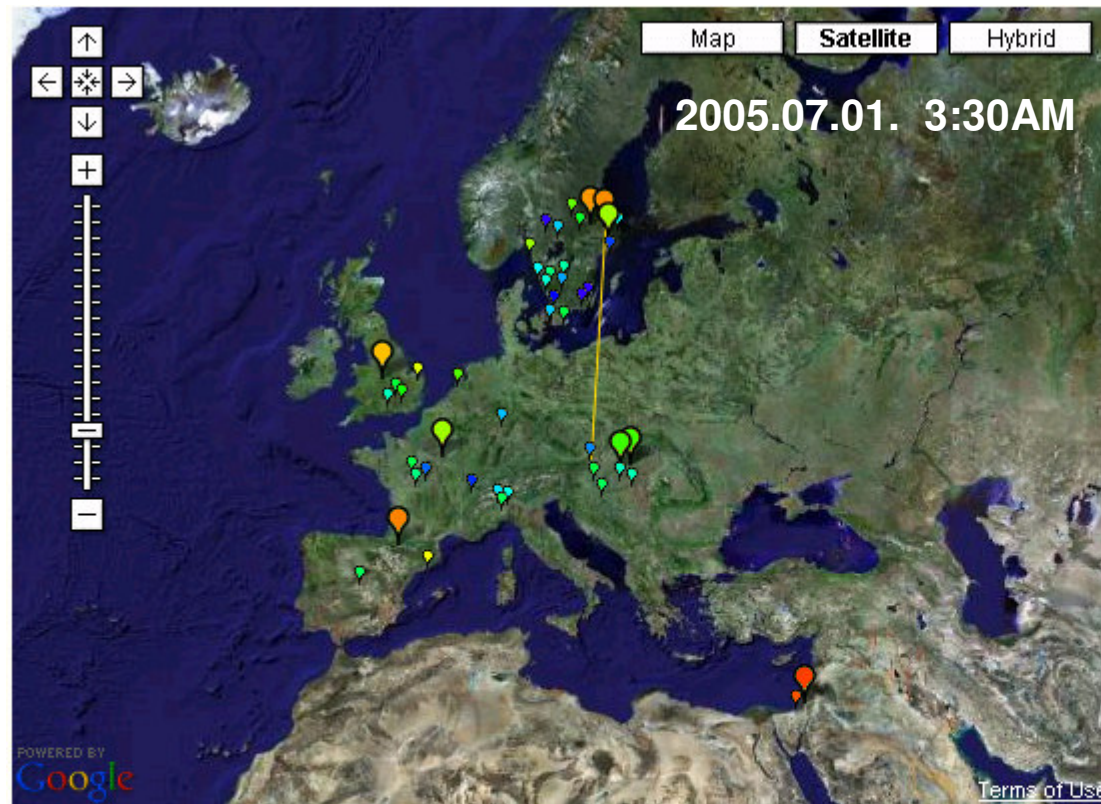 Map
Satellite
Hybrid
2005.07.01. 3:30AM
POWERED BY
Google
Terms of Use